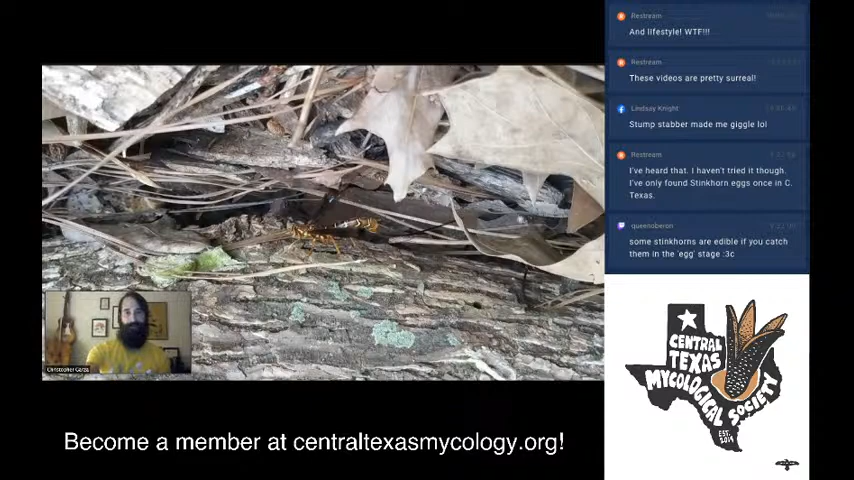 Restream
And lifestyle! WTF!!!
Restream
These videos are pretty surreal!
Lindsay Knight
Stump stabber made me giggle lol
Restream
I've heard that. I haven't tried it though.
I've only found Stinkhorn eggs once in C.
Texas.
queenoberon
some stinkhorns are edible if you catch
them in the 'egg' stage :3c
Christopher Garza
CENTRAL
TEXAS
MYCOLOGICAL SOCIETY
EST.
2019
Become a member at centraltexasmycology.org!